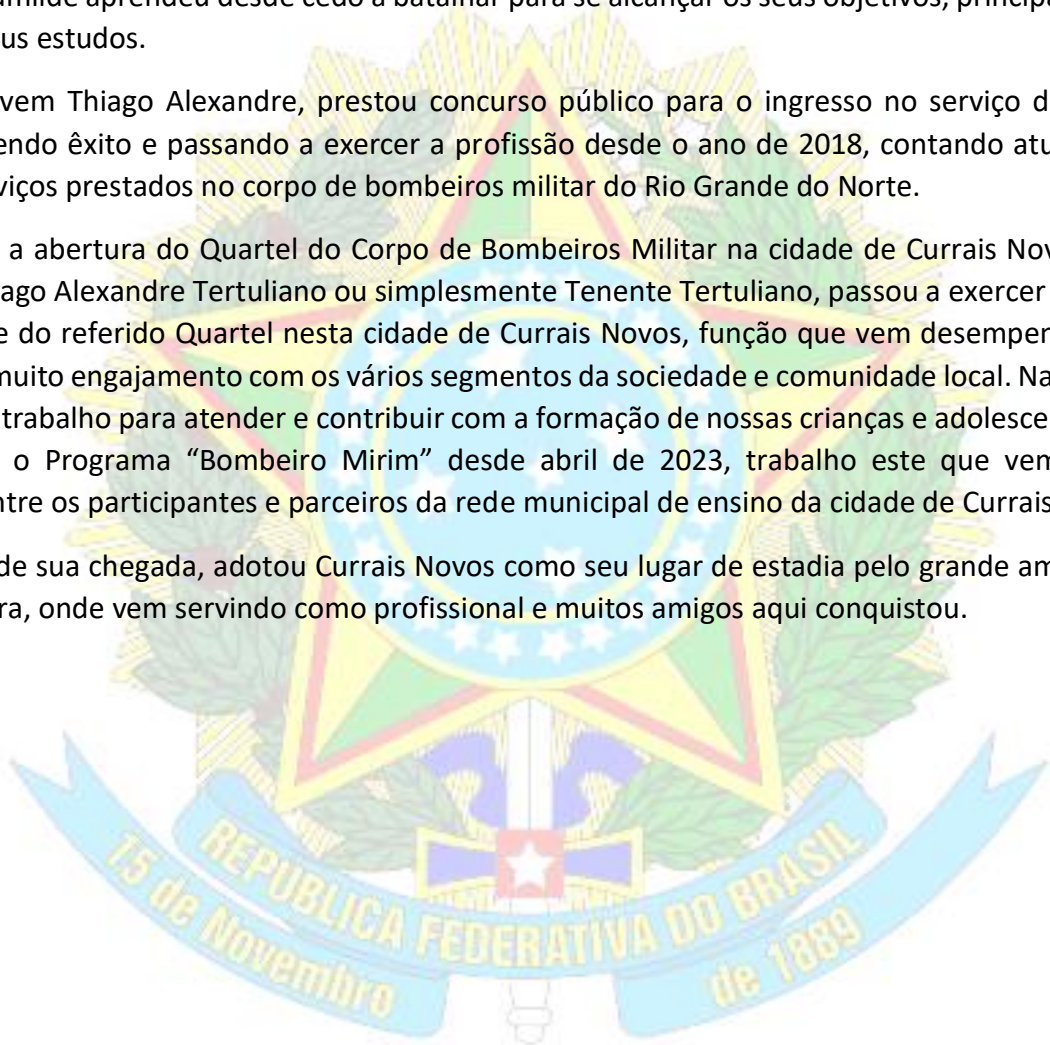 umilde aprendeu desde cedo a batalhar para se alcançar os seus objetivos, principa
us estudos.
vem Thiago Alexandre, prestou concurso público para o ingresso no serviço d
endo êxito e passando a exercer a profissão desde o ano de 2018, contando atu
viços prestados no corpo de bombeiros militar do Rio Grande do Norte.
a abertura do Quartel do Corpo de Bombeiros Militar na cidade de Currais Nov
iago Alexandre Tertuliano ou simplesmente Tenente Tertuliano, passou a exercer
e do referido Quartel nesta cidade de Currais Novos, função que vem desempen
muito engajamento com os vários segmentos da sociedade e comunidade local. Na
trabalho para atender e contribuir com a formação de nossas crianças e adolesce
o Programa “Bombeiro Mirim” desde abril de 2023, trabalho este que vem
ntre os participantes e parceiros da rede municipal de ensino da cidade de Currais
de sua chegada, adotou Currais Novos como seu lugar de estadia pelo grande am
ra, onde vem servindo como profissional e muitos amigos aqui conquistou.
REPUBLICA FEDERATIVA DO BRASIL
15 de Novembro
de 1889